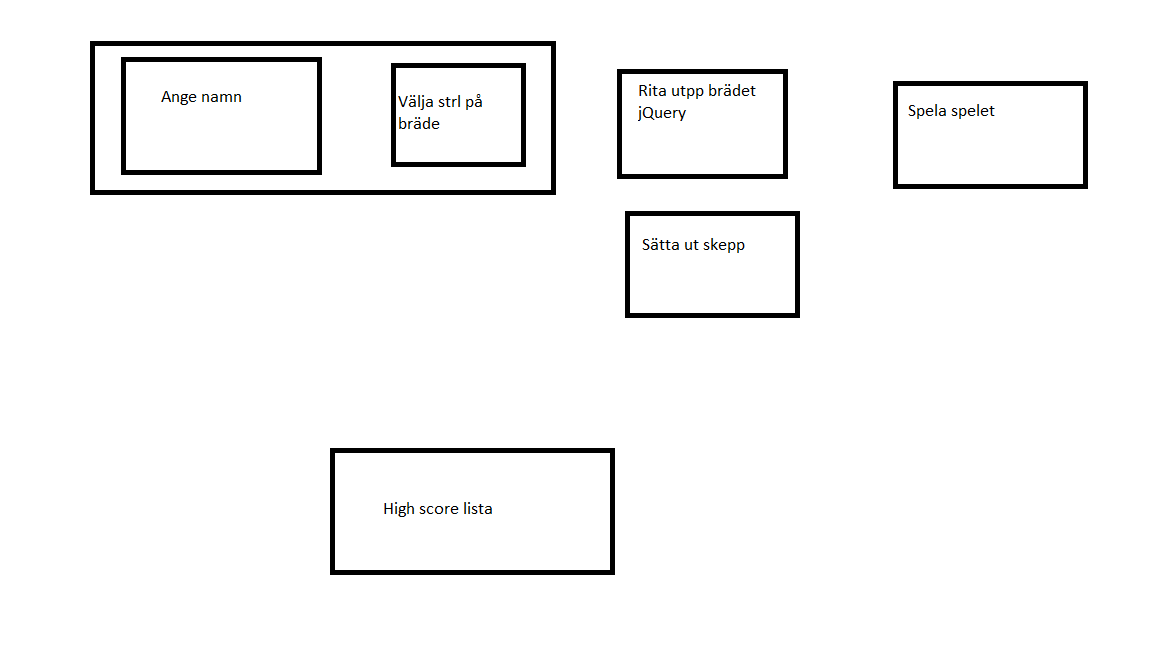 Ange namn
Välja strl på
bräde
Rita utpp brädet
jQuery
Spela spelet
Sätta ut skepp
High score lista